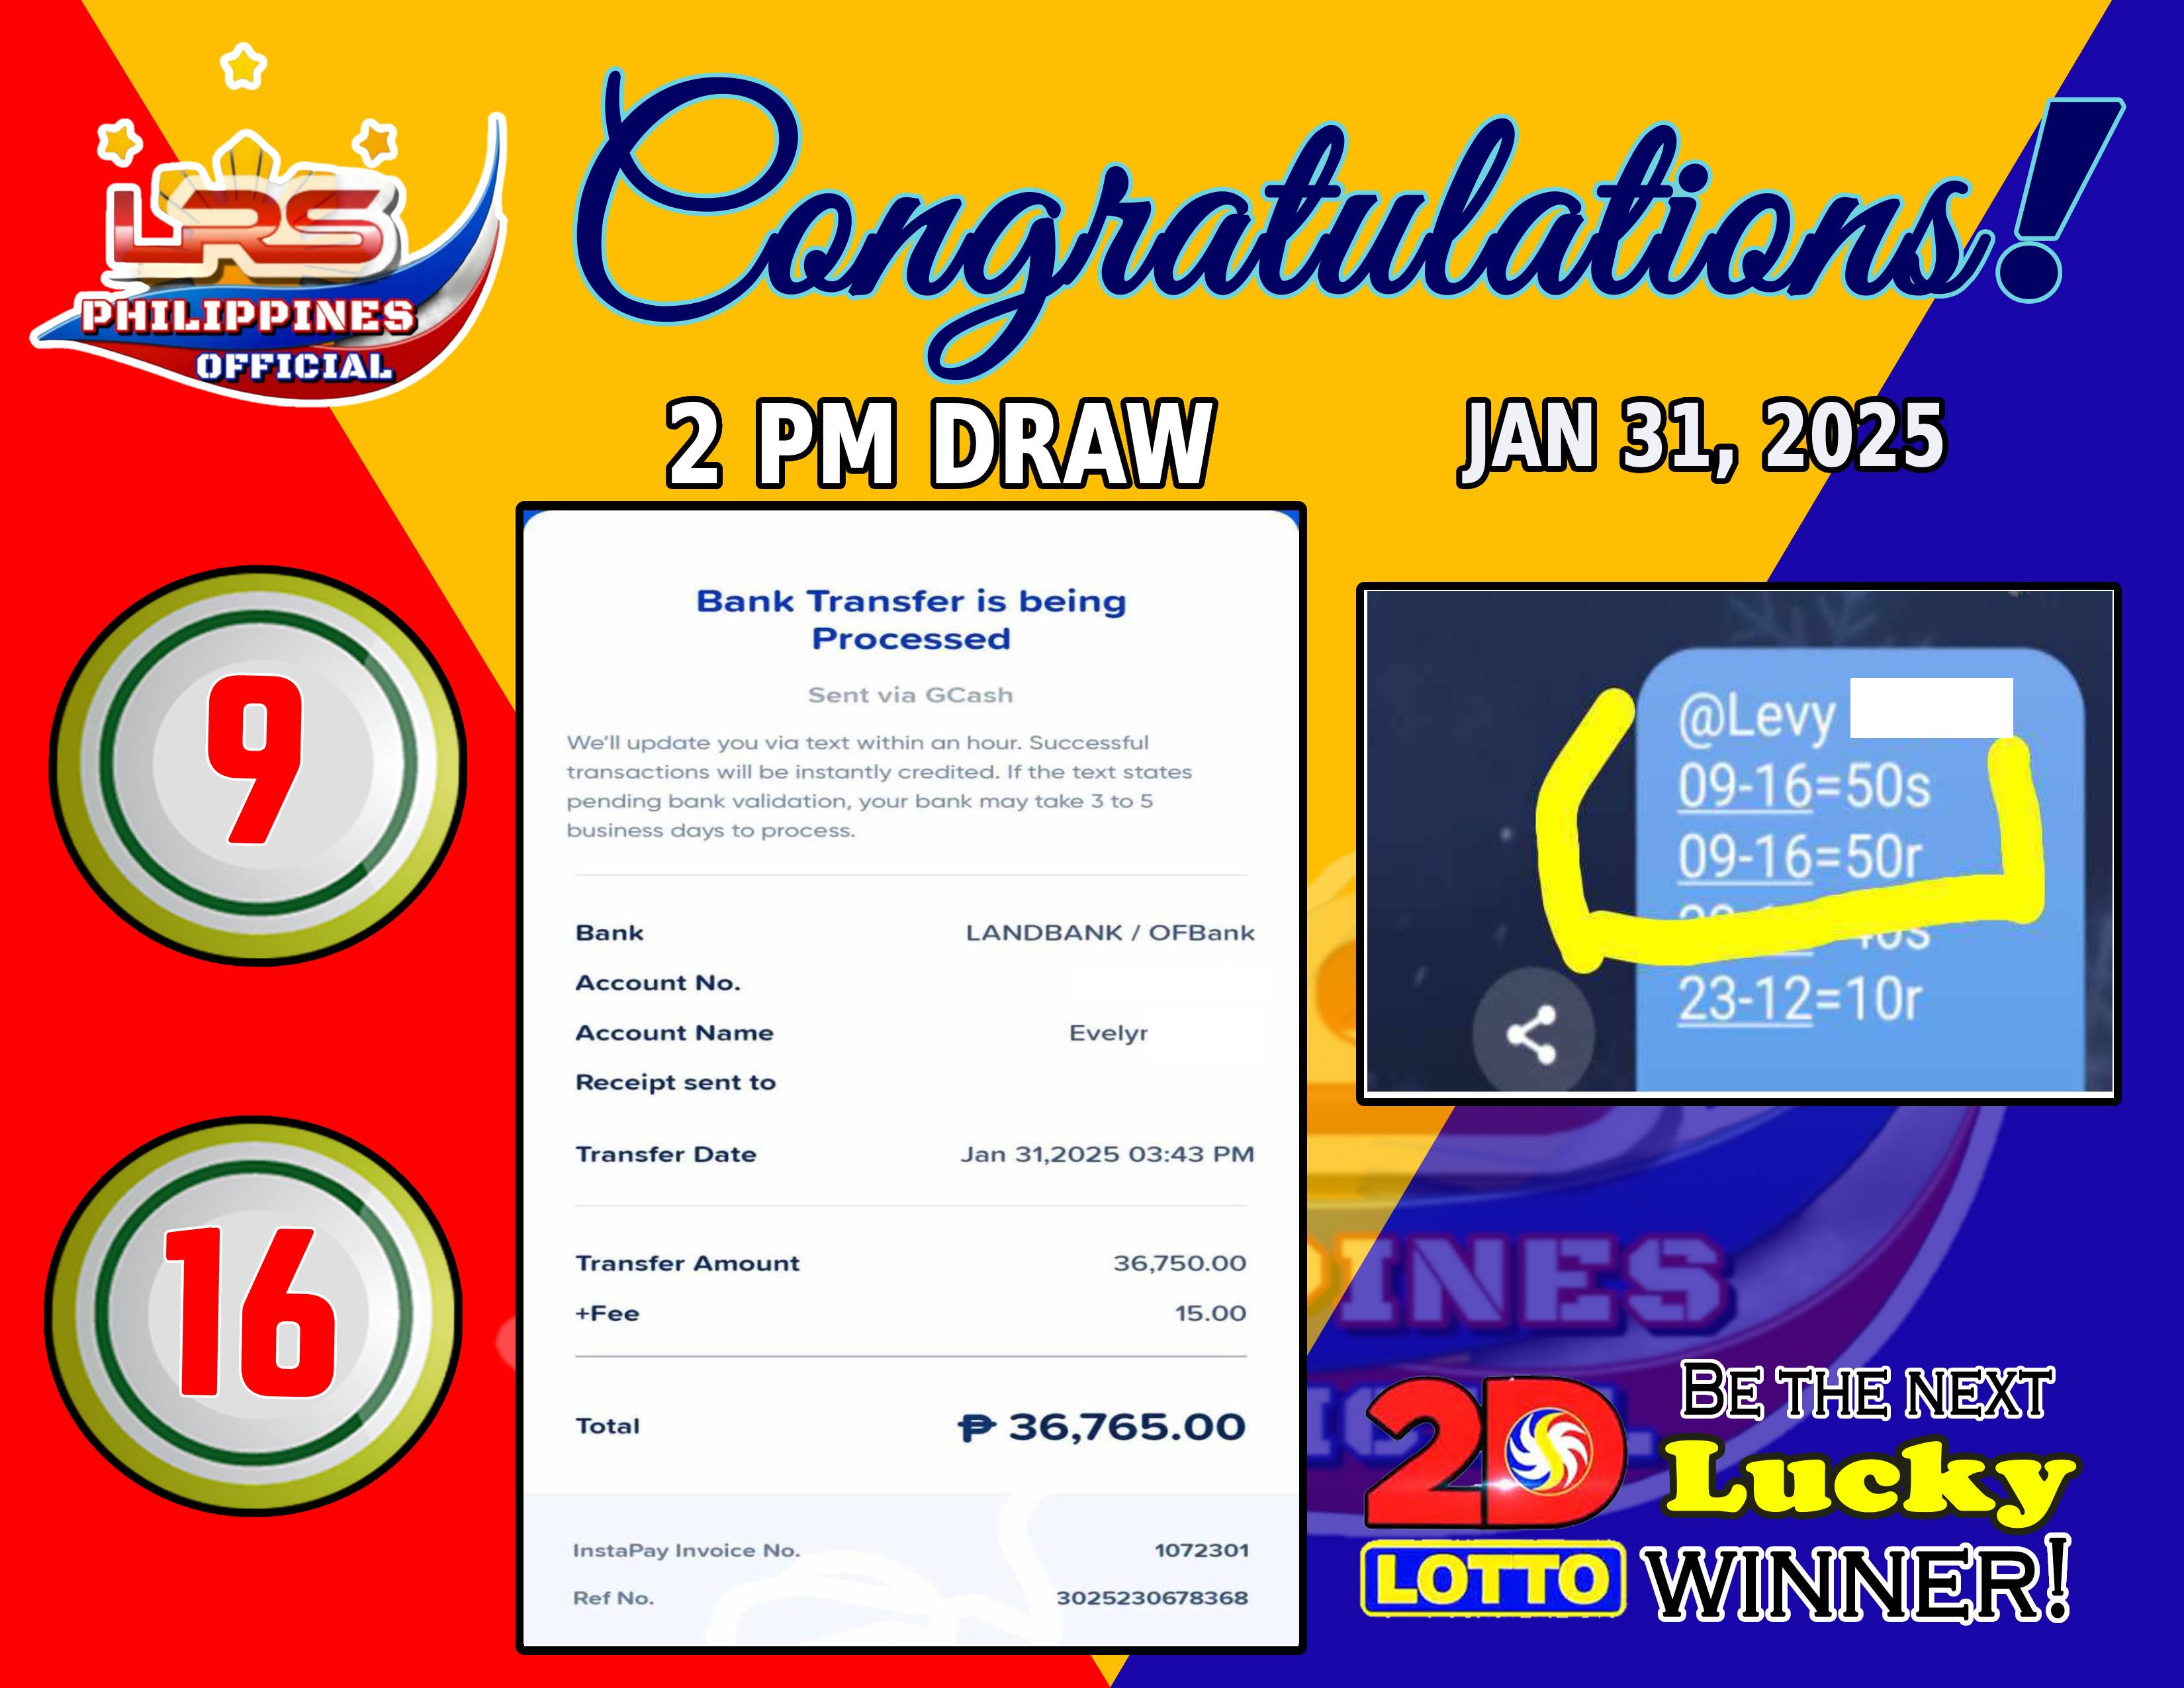 LRS
PHILIPPINES
OFFICIAL
Congratulations!
2 PM DRAW
JAN 31, 2025
9
16
Bank Transfer is being
Processed
Sent via GCash
We'll update you via text within an hour. Successful
transactions will be instantly credited. If the text states
pending bank validation, your bank may take 3 to 5
business days to process.
Bank LANDBANK / OFBank
Account No.
Account Name Evelyr
Receipt sent to
Transfer Date Jan 31,2025 03:43 PM
Transfer Amount 36,750.00
+Fee 15.00
Total ₱ 36,765.00
InstaPay Invoice No. 1072301
Ref No. 3025230678368
@Levy
09-16=50s
09-16=50r
23-12=10r
PINES
2D
LOTTO
BE THE NEXT
Lucky
WINNER!